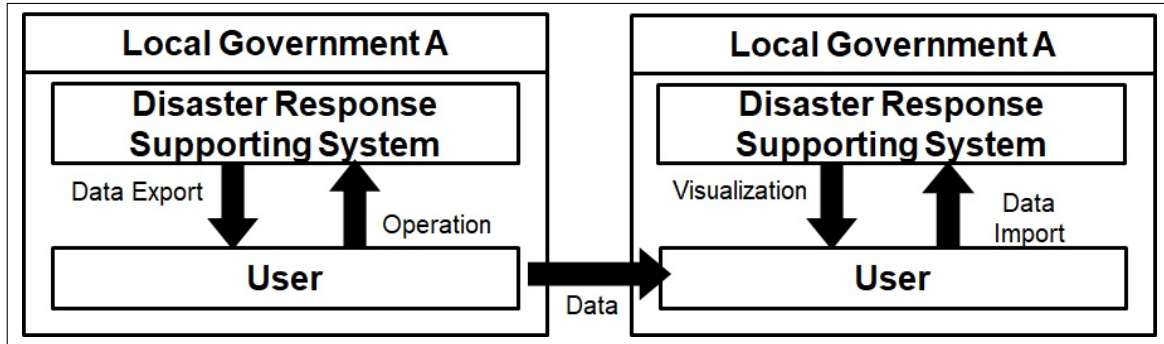 Local Government A
Disaster Response
Supporting System
Data Export
Operation
User
Data
Local Government A
Disaster Response
Supporting System
Visualization
Data
Import
User